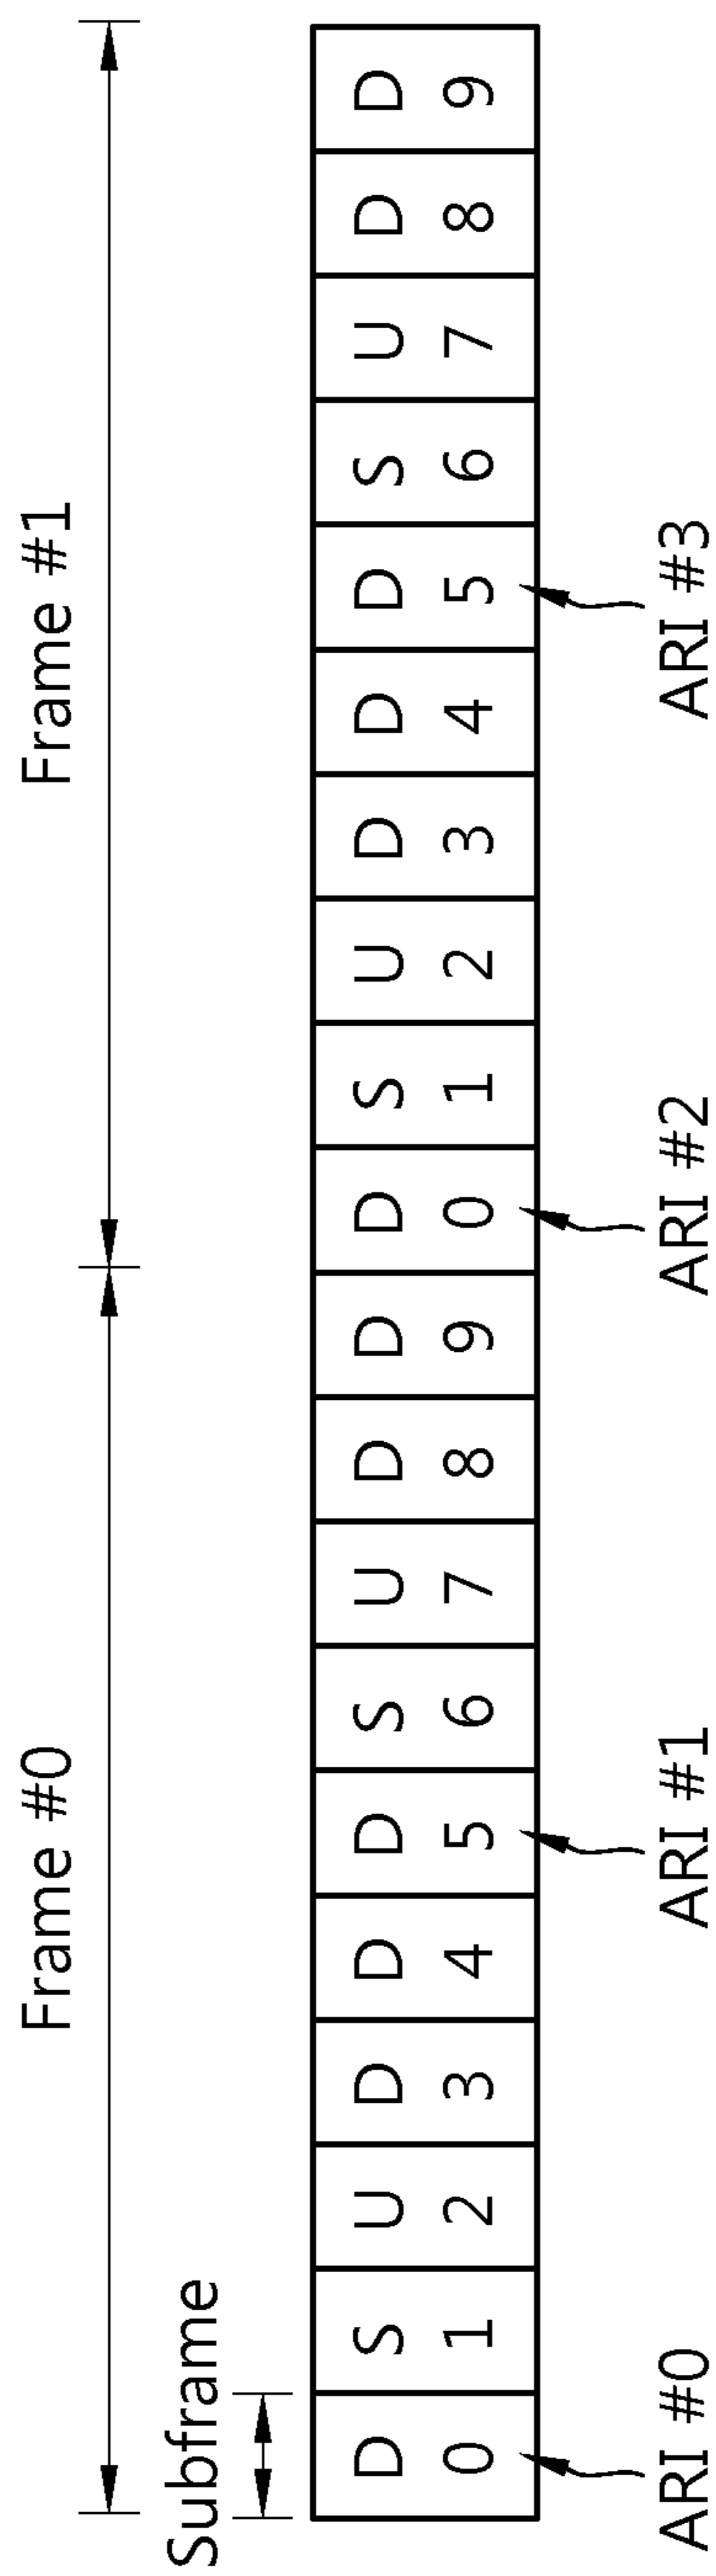 Frame #0 Frame #1
Subframe
D S U D D D S U D D D S U D D D S U D D
0 1 2 3 4 5 6 7 8 9 0 1 2 3 4 5 6 7 8 9
ARI #0 ARI #1 ARI #2 ARI #3